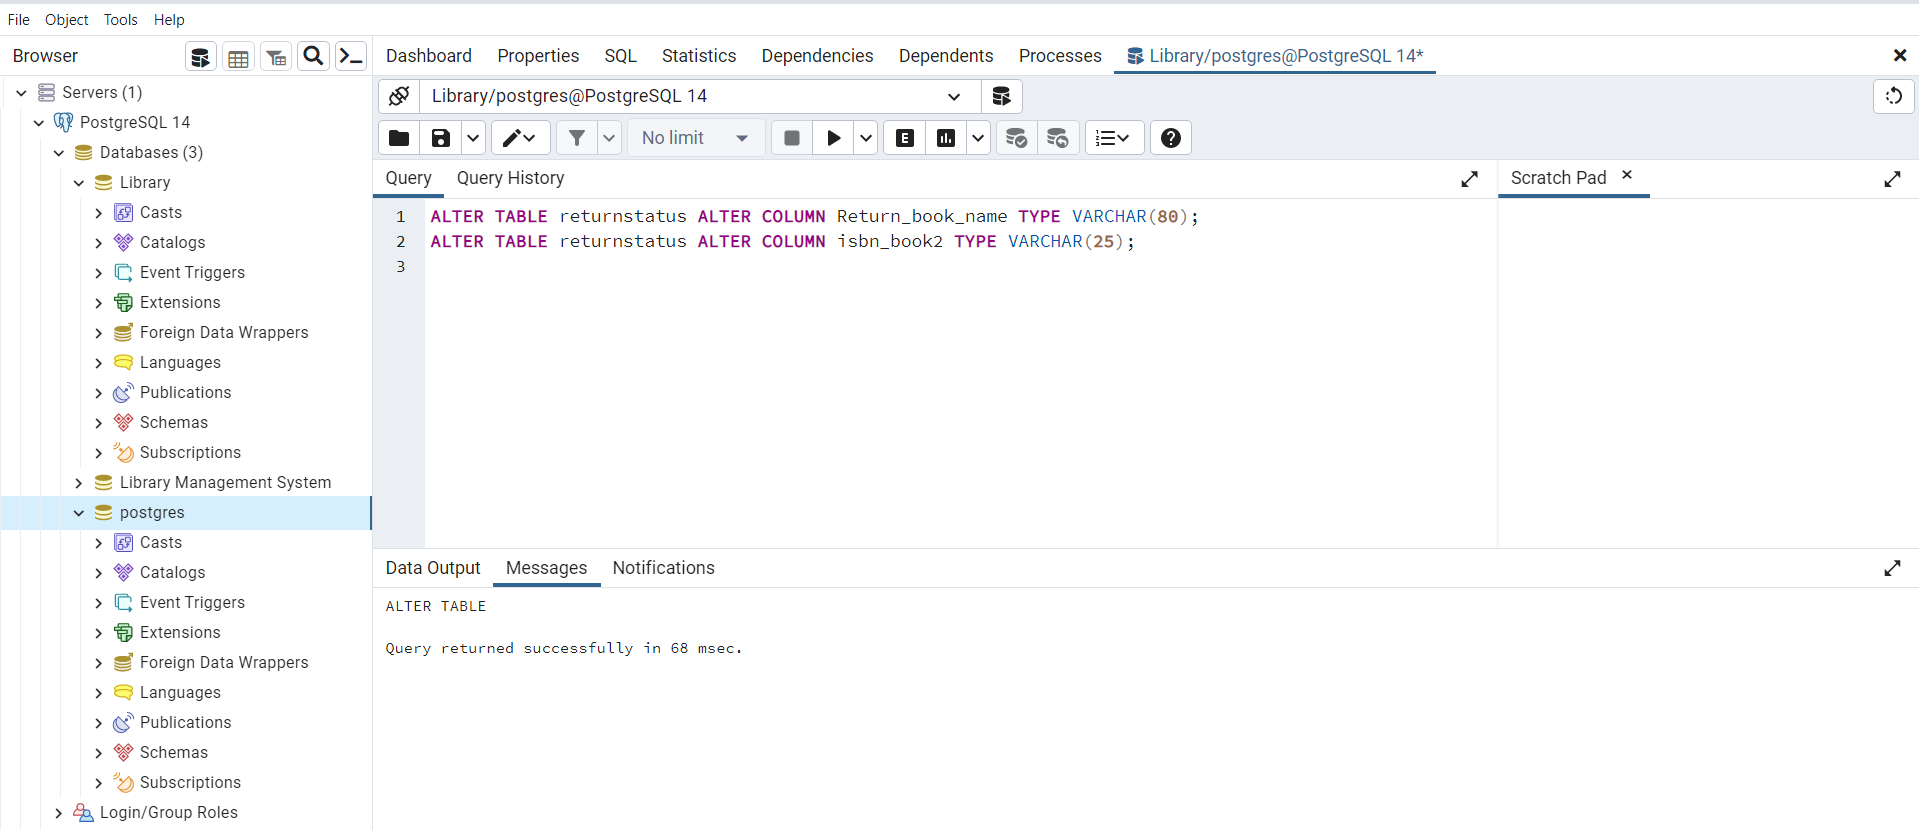 File Object Tools Help
Browser
Dashboard Properties SQL Statistics Dependencies Dependents Processes Library/postgres@PostgreSQL 14*
Servers (1)
PostgreSQL 14
Databases (3)
Library
Casts
Catalogs
Event Triggers
Extensions
Foreign Data Wrappers
Languages
Publications
Schemas
Subscriptions
Library Management System
postgres
Casts
Catalogs
Event Triggers
Extensions
Foreign Data Wrappers
Languages
Publications
Schemas
Subscriptions
Login/Group Roles
Library/postgres@PostgreSQL 14
No limit E
Query Query History
Scratch Pad
1 ALTER TABLE returnstatus ALTER COLUMN Return_book_name TYPE VARCHAR(80);
2 ALTER TABLE returnstatus ALTER COLUMN isbn_book2 TYPE VARCHAR(25);
3
Data Output Messages Notifications
ALTER TABLE
Query returned successfully in 68 msec.